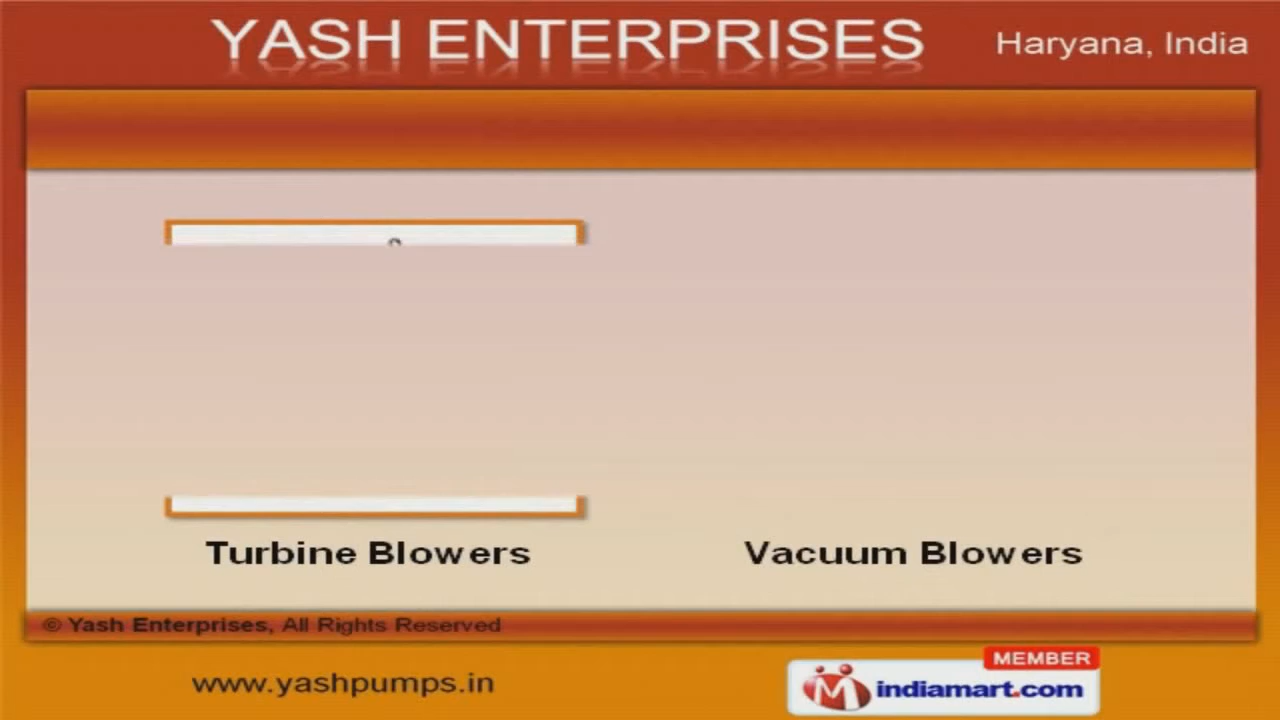 YASH ENTERPRISES
Haryana, India
Turbine Blowers
Vacuum Blowers
© Yash Enterprises, All Rights Reserved
www.yashpumps.in
MEMBER
indiamart.com